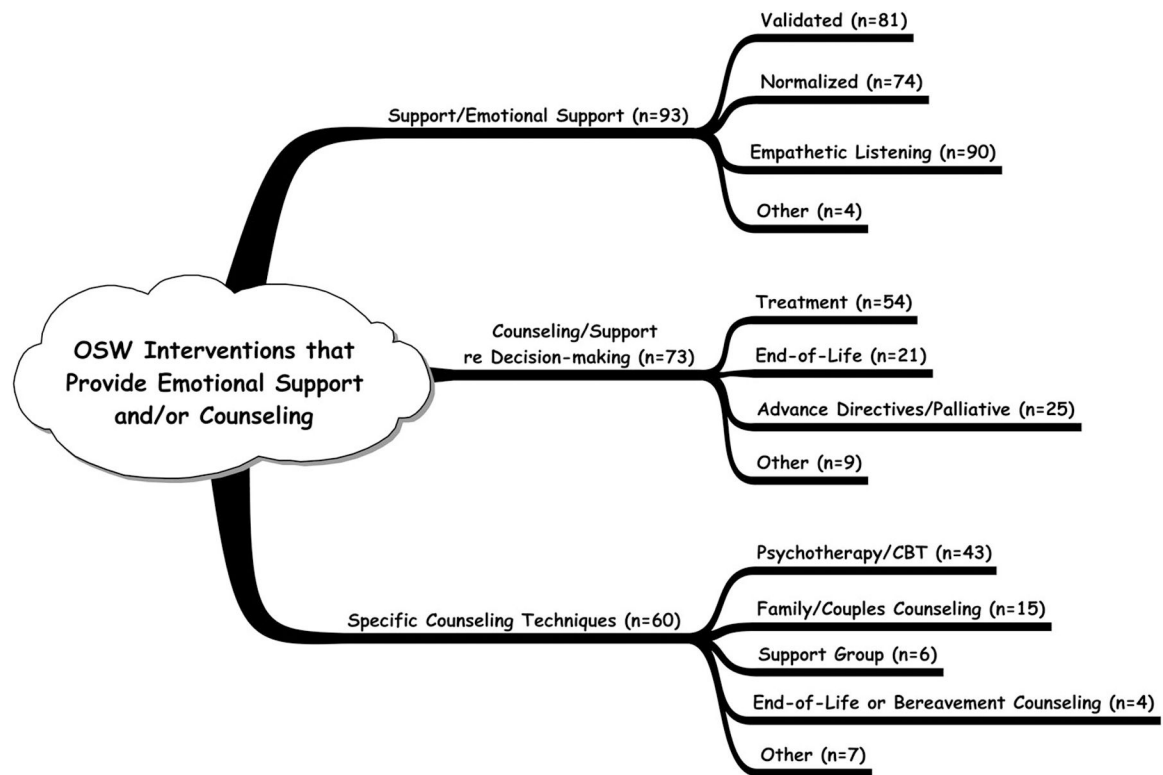 OSW Interventions that
Provide Emotional Support
and/or Counseling
Support/Emotional Support (n=93)
Validated (n=81)
Normalized (n=74)
Empathetic Listening (n=90)
Other (n=4)
Counseling/Support
re Decision-making (n=73)
Treatment (n=54)
End-of-Life (n=21)
Advance Directives/Palliative (n=25)
Other (n=9)
Specific Counseling Techniques (n=60)
Psychotherapy/CBT (n=43)
Family/Couples Counseling (n=15)
Support Group (n=6)
End-of-Life or Bereavement Counseling (n=4)
Other (n=7)